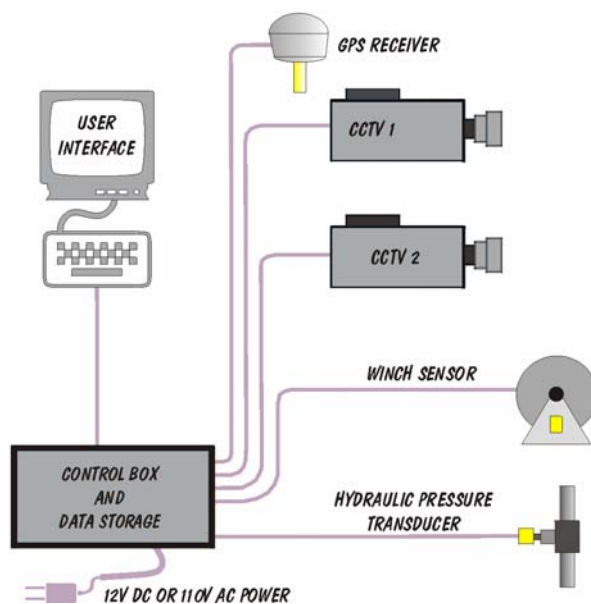 GPS RECEIVER
USER
INTERFACE
CCTV 1
CCTV 2
WINCH SENSOR
CONTROL BOX
AND
DATA STORAGE
HYDRAULIC PRESSURE
TRANSDUCER
12V DC OR 110V AC POWER